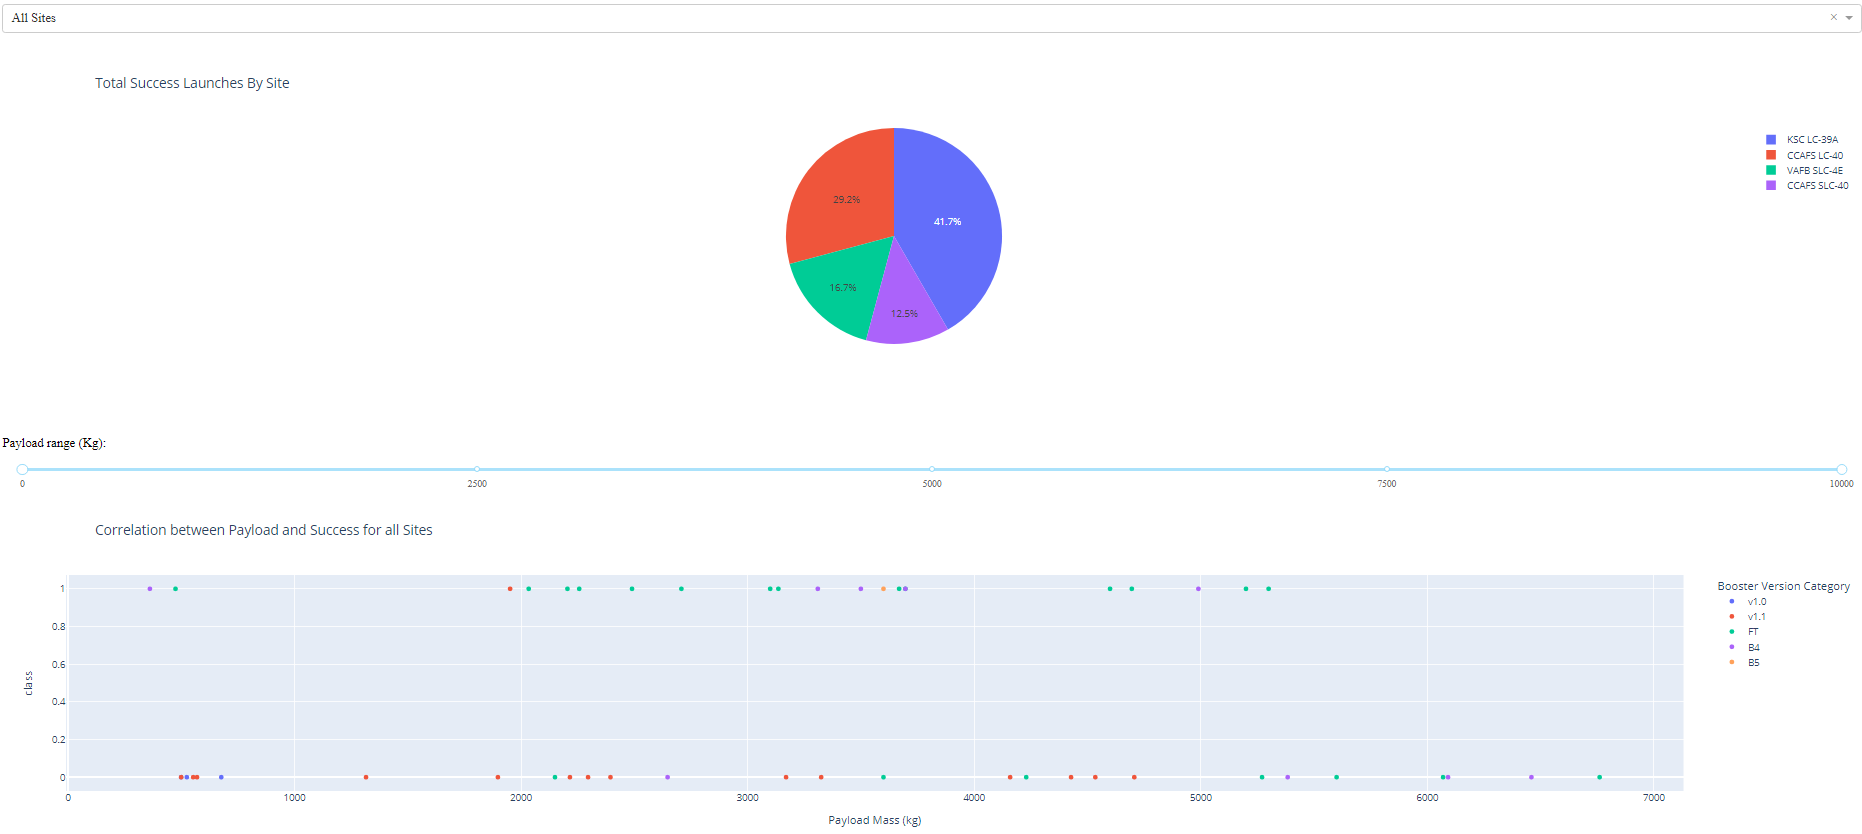 All Sites
×
Total Success Launches By Site
KSC LC-39A
CCAFS LC-40
VAFB SLC-4E
CCAFS SLC-40
29.2%
41.7%
16.7%
12.5%
Payload range (Kg):
0 2500 5000 7500 10000
Correlation between Payload and Success for all Sites
Booster Version Category
v1.0
v1.1
FT
B4
B5
class
1
0.8
0.6
0.4
0.2
0
0 1000 2000 3000 4000 5000 6000 7000
Payload Mass (kg)